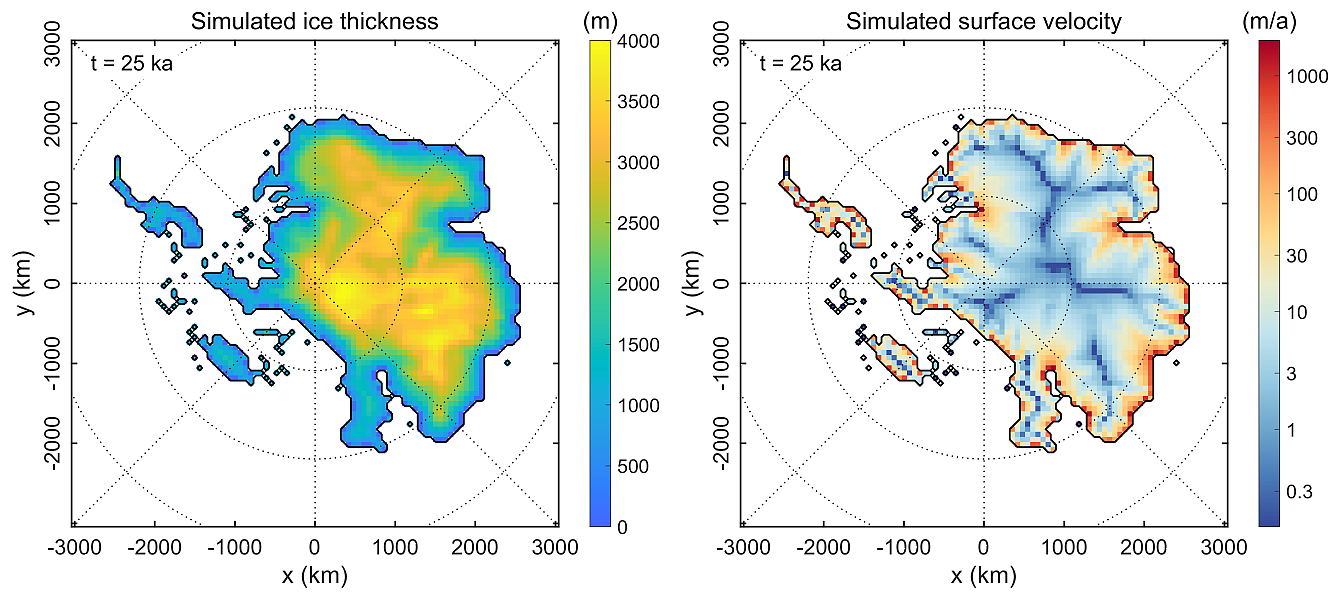 Simulated ice thickness
(m)
t = 25 ka
3000
2000
1000
0
-1000
-2000
y (km)
-3000 -2000 -1000 0 1000 2000 3000
x (km)
4000
3500
3000
2500
2000
1500
1000
500
0
Simulated surface velocity
(m/a)
t = 25 ka
3000
2000
1000
0
-1000
-2000
y (km)
-3000 -2000 -1000 0 1000 2000 3000
x (km)
1000
300
100
30
10
3
1
0.3